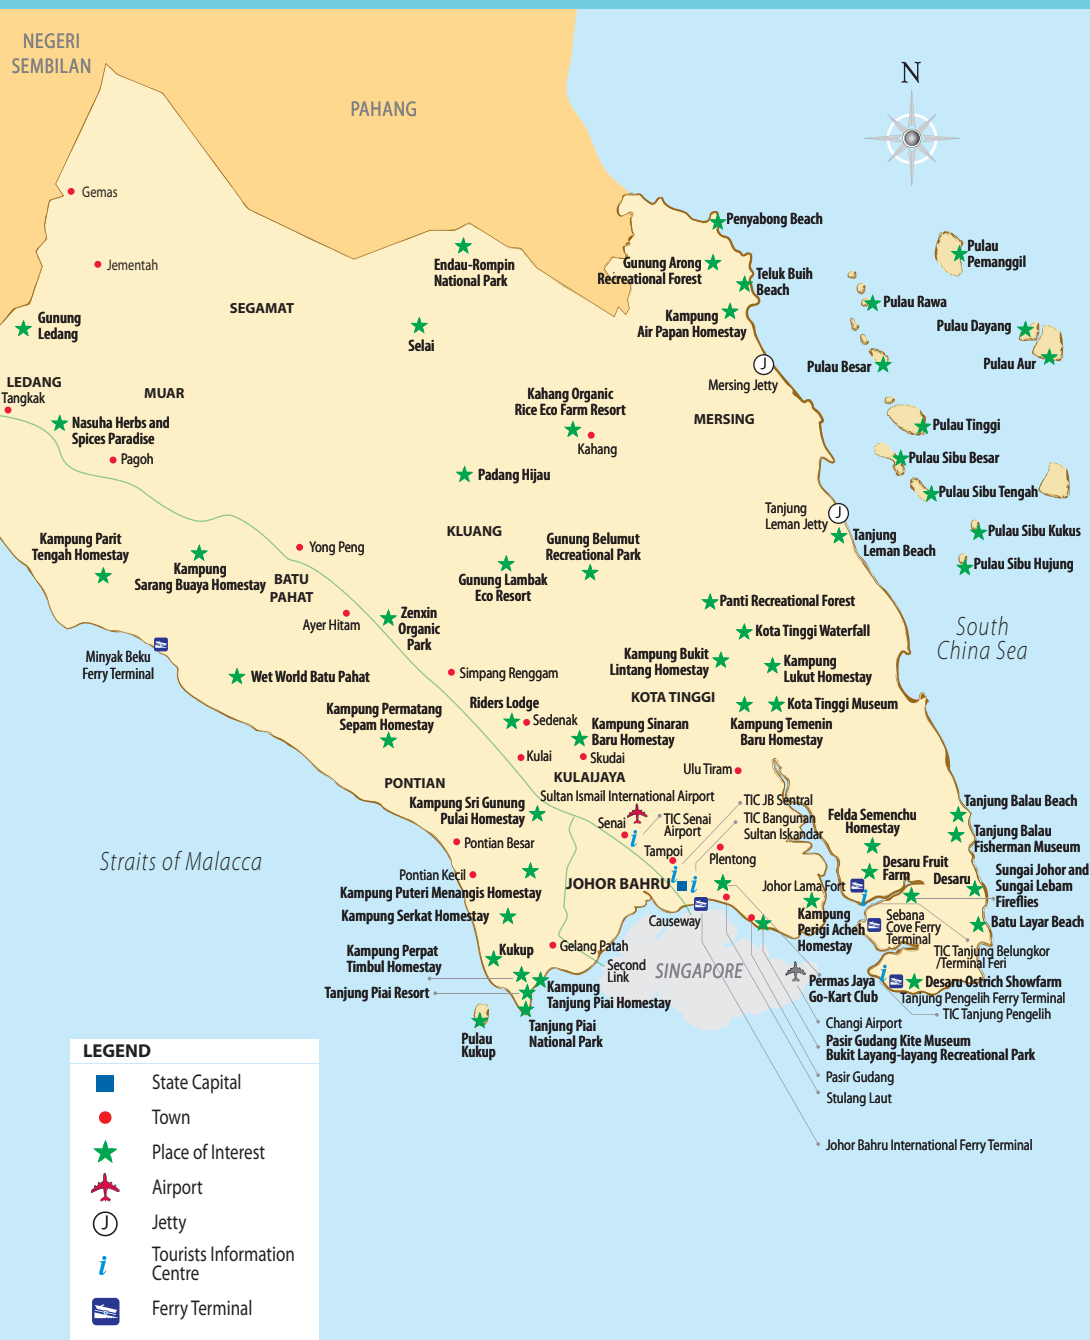 NEGERI
SEMBILAN
PAHANG
N
Gemas
Jementah
Penyabong Beach
Endau-Rompin
National Park
Gunung Arong
Recreational Forest
Teluk Buih
Beach
Pulau
Pemanggil
SEGAMAT
Gunung
Ledang
Selai
Kampung
Air Papan Homestay
Pulau Rawa
Pulau Dayang
Pulau Aur
Pulau Besar
J
Mersing Jetty
LEDANG
Tangkak
MUAR
Kahang Organic
Rice Eco Farm Resort
MERSING
Nasuha Herbs and
Spices Paradise
Pagoh
Kahang
Pulau Tinggi
Pulau Sibu Besar
Padang Hijau
Pulau Sibu Tengah
Tanjung
Leman Jetty
J
Tanjung
Leman Beach
Pulau Sibu Kukus
Pulau Sibu Hujung
KLUANG
Gunung Belumut
Recreational Park
Kampung Parit
Tengah Homestay
Kampung
Sarang Buaya Homestay
Yong Peng
BATU
PAHAT
Gunung Lambak
Eco Resort
Ayer Hitam
Zenxin
Organic
Park
Panti Recreational Forest
Kota Tinggi Waterfall
South
China Sea
Minyak Beku
Ferry Terminal
Wet World Batu Pahat
Simpang Renggam
Kampung Bukit
Lintang Homestay
Kampung
Lukut Homestay
KOTA TINGGI
Kota Tinggi Museum
Kampung Permatang
Sepam Homestay
Riders Lodge
Sedenak
Kampung Sinaran
Baru Homestay
Kampung Temenin
Baru Homestay
Kulai
Skudai
Ulu Tiram
PONTIAN
KULAIJAYA
Sultan Ismail International Airport
Kampung Sri Gunung
Pulai Homestay
Senai
TIC Senai
Airport
TIC JB Sentral
TIC Bangunan
Sultan Iskandar
Felda Semenchu
Homestay
Tanjung Balau Beach
Tanjung Balau
Fisherman Museum
Straits of Malacca
Pontian Besar
Tampoi
Plentong
Desaru Fruit
Farm
Desaru
Sungai Johor and
Sungai Lebam
Fireflies
Pontian Kecil
Kampung Puteri Menangis Homestay
JOHOR BAHRU
Johor Lama Fort
Kampung Serkat Homestay
Causeway
Kampung
Perigi Acheh
Homestay
Sebana
Cove Ferry
Terminal
Batu Layar Beach
Kampung Perpat
Timbul Homestay
Kukup
Gelang Patah
Second
Link
SINGAPORE
TIC Tanjung Belungkor
/Terminal Feri
Tanjung Piai Resort
Kampung
Tanjung Piai Homestay
Permas Jaya
Go-Kart Club
Desaru Ostrich Showfarm
Tanjung Pengelih Ferry Terminal
TIC Tanjung Pengelih
Pulau
Kukup
Tanjung Piai
National Park
Changi Airport
Pasir Gudang Kite Museum
Bukit Layang-layang Recreational Park
Pasir Gudang
Stulang Laut
Johor Bahru International Ferry Terminal
LEGEND
State Capital
Town
Place of Interest
Airport
J
Jetty
i
Tourists Information
Centre
Ferry Terminal